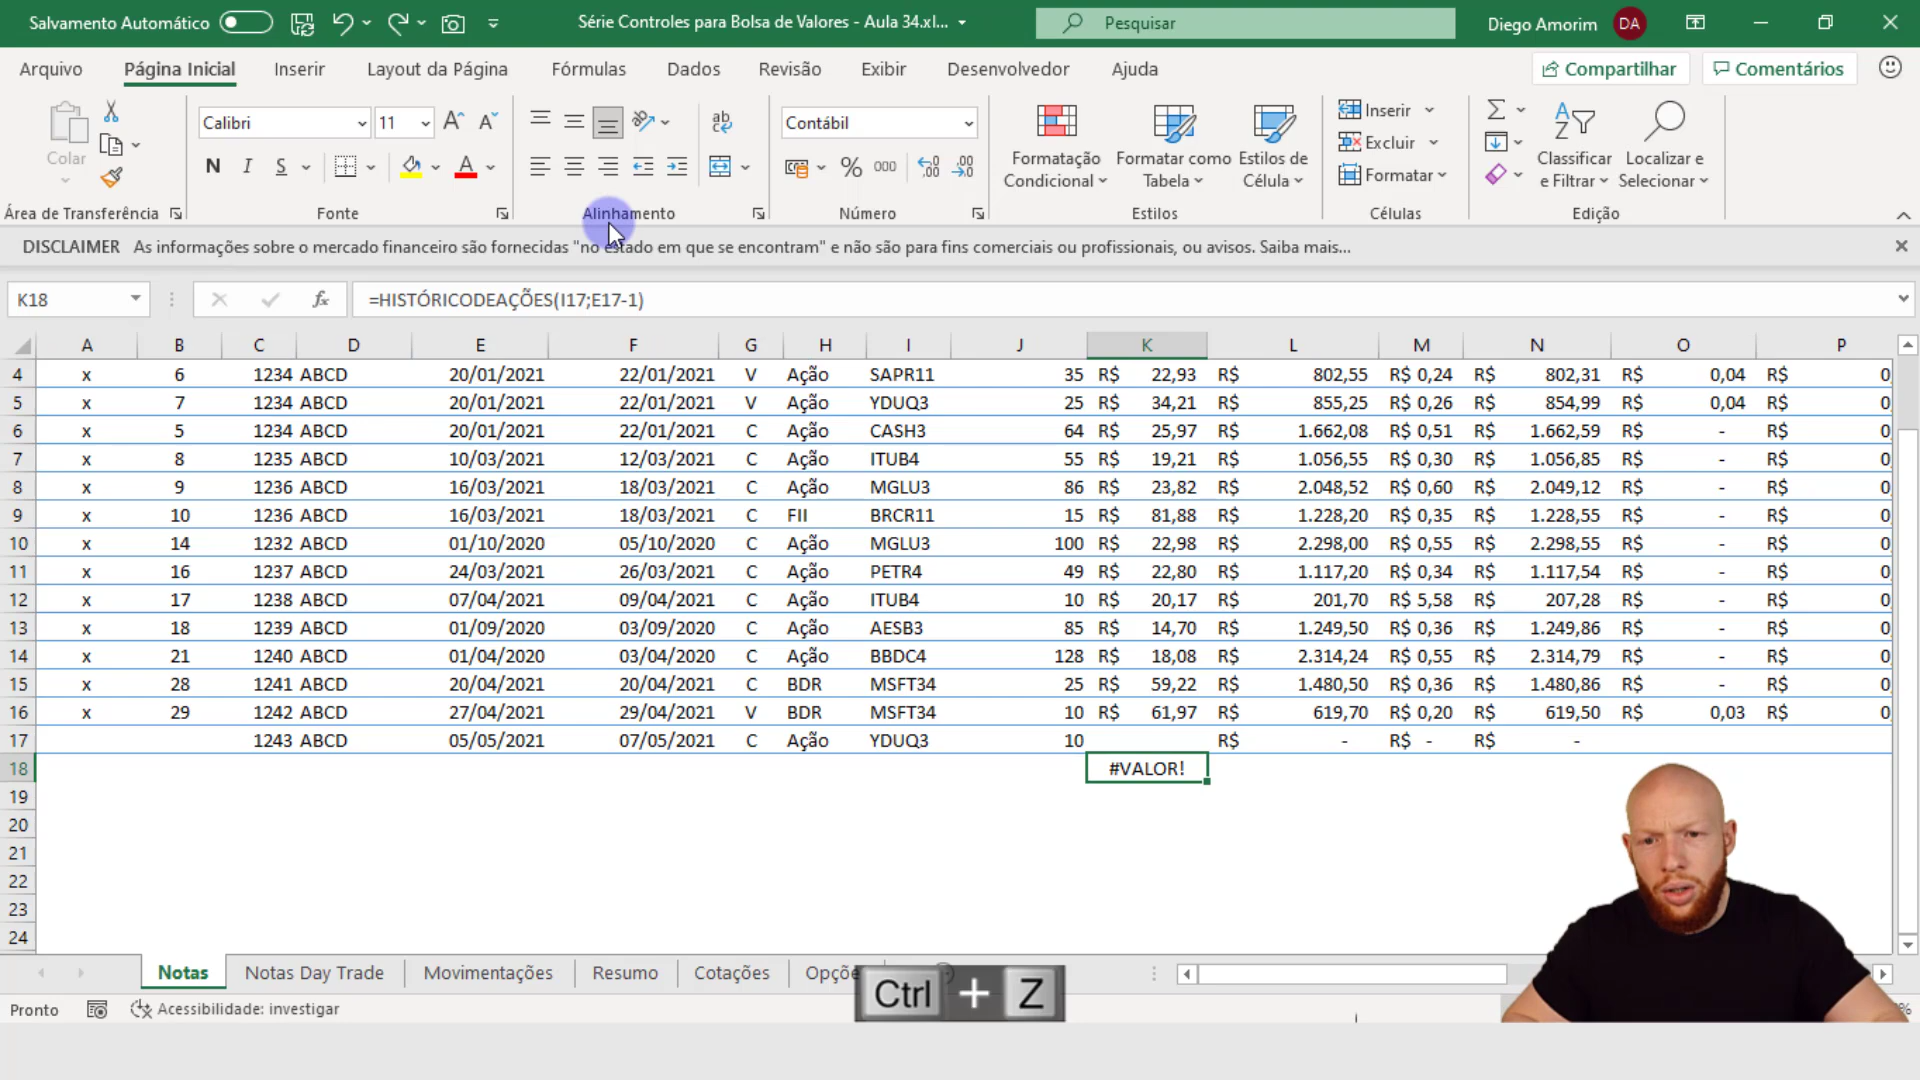 Salvamento Automático
Série Controles para Bolsa de Valores - Aula 34.xl...
Pesquisar
Diego Amorim
DA
Arquivo
Página Inicial
Inserir
Layout da Página
Fórmulas
Dados
Revisão
Exibir
Desenvolvedor
Ajuda
Compartilhar
Comentários
Colar
Calibri
11
N I S
Contábil
% 000
Formatação Condicional
Formatar como Tabela
Estilos de Célula
Inserir
Excluir
Formatar
Classificar e Filtrar
Localizar e Selecionar
Área de Transferência
Fonte
Alinhamento
Número
Estilos
Células
Edição
DISCLAIMER As informações sobre o mercado financeiro são fornecidas "no estado em que se encontram" e não são para fins comerciais ou profissionais, ou avisos. Saiba mais...
K18
fx
=HISTÓRICODEAÇÕES(I17;E17-1)
A B C D E F G H I J K L M N O P
4 x 6 1234 ABCD 20/01/2021 22/01/2021 V Ação SAPR11 35 R$ 22,93 R$ 802,55 R$ 0,24 R$ 802,31 R$ 0,04 R$ 0,
5 x 7 1234 ABCD 20/01/2021 22/01/2021 V Ação YDUQ3 25 R$ 34,21 R$ 855,25 R$ 0,26 R$ 854,99 R$ 0,04 R$ 0,
6 x 5 1234 ABCD 20/01/2021 22/01/2021 C Ação CASH3 64 R$ 25,97 R$ 1.662,08 R$ 0,51 R$ 1.662,59 R$ - R$ 0,
7 x 8 1235 ABCD 10/03/2021 12/03/2021 C Ação ITUB4 55 R$ 19,21 R$ 1.056,55 R$ 0,30 R$ 1.056,85 R$ - R$ 0,
8 x 9 1236 ABCD 16/03/2021 18/03/2021 C Ação MGLU3 86 R$ 23,82 R$ 2.048,52 R$ 0,60 R$ 2.049,12 R$ - R$ 0,
9 x 10 1236 ABCD 16/03/2021 18/03/2021 C FII BRCR11 15 R$ 81,88 R$ 1.228,20 R$ 0,35 R$ 1.228,55 R$ - R$ 0,
10 x 14 1232 ABCD 01/10/2020 05/10/2020 C Ação MGLU3 100 R$ 22,98 R$ 2.298,00 R$ 0,55 R$ 2.298,55 R$ - R$ 0,
11 x 16 1237 ABCD 24/03/2021 26/03/2021 C Ação PETR4 49 R$ 22,80 R$ 1.117,20 R$ 0,34 R$ 1.117,54 R$ - R$ 0,
12 x 17 1238 ABCD 07/04/2021 09/04/2021 C Ação ITUB4 10 R$ 20,17 R$ 201,70 R$ 5,58 R$ 207,28 R$ - R$ 0,
13 x 18 1239 ABCD 01/09/2020 03/09/2020 C Ação AESB3 85 R$ 14,70 R$ 1.249,50 R$ 0,36 R$ 1.249,86 R$ - R$ 0,
14 x 21 1240 ABCD 01/04/2020 03/04/2020 C Ação BBDC4 128 R$ 18,08 R$ 2.314,24 R$ 0,55 R$ 2.314,79 R$ - R$ 0,
15 x 28 1241 ABCD 20/04/2021 20/04/2021 C BDR MSFT34 25 R$ 59,22 R$ 1.480,50 R$ 0,36 R$ 1.480,86 R$ - R$ 0,
16 x 29 1242 ABCD 27/04/2021 29/04/2021 V BDR MSFT34 10 R$ 61,97 R$ 619,70 R$ 0,20 R$ 619,50 R$ 0,03 R$ 0,
17 1243 ABCD 05/05/2021 07/05/2021 C Ação YDUQ3 10 R$ - R$ - R$ -
18 #VALOR!
19
20
21
22
23
24
Notas
Notas Day Trade
Movimentações
Resumo
Cotações
Opçõe
Ctrl + Z
Pronto
Acessibilidade: investigar